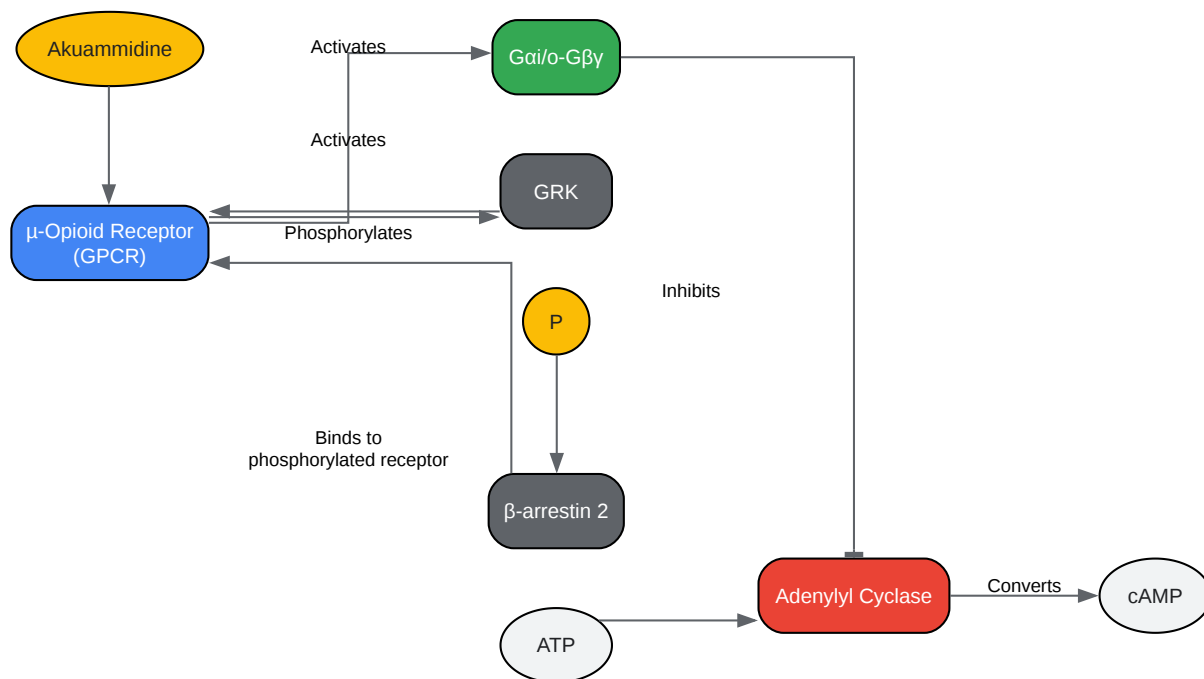 Akuammidine
Activates
Gαi/o-Gβγ
Activates
GRK
μ-Opioid Receptor
(GPCR)
Phosphorylates
P
Inhibits
Binds to
phosphorylated receptor
β-arrestin 2
Adenylyl Cyclase
Converts
cAMP
ATP